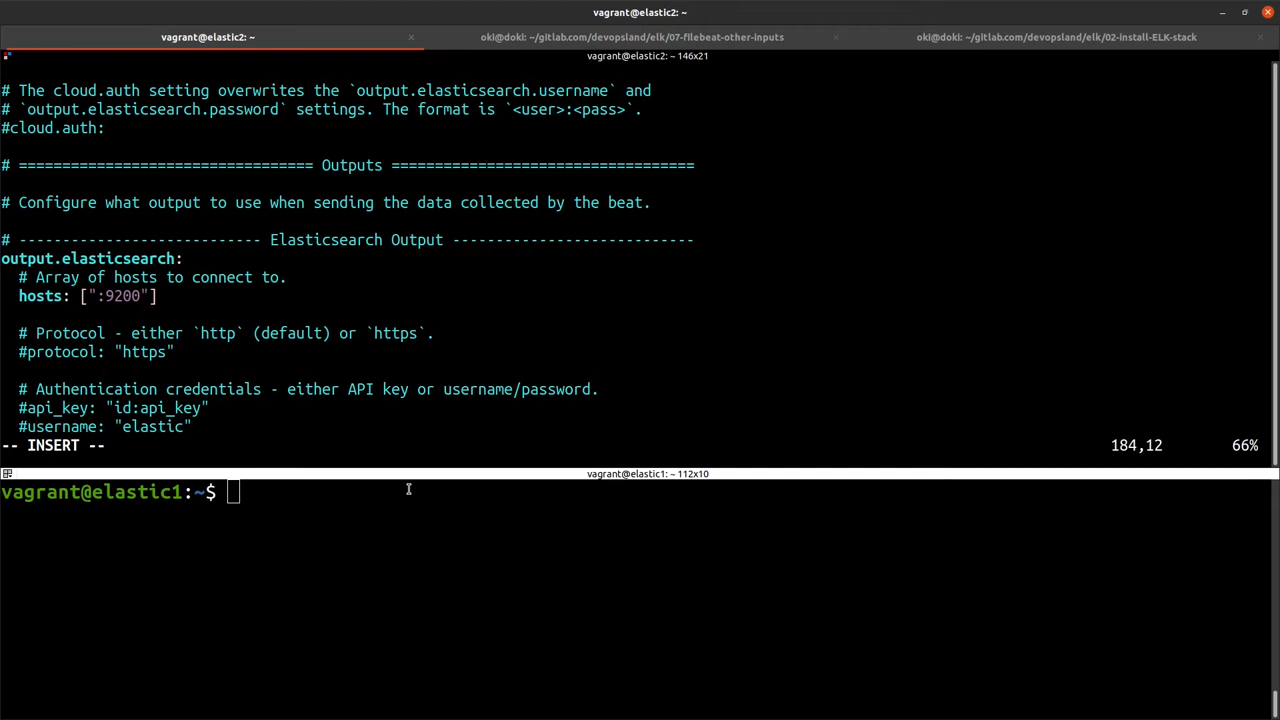 vagrant@elastic2: ~
vagrant@elastic2: ~
oki@doki: ~/gitlab.com/devopsland/elk/07-filebeat-other-inputs
oki@doki: ~/gitlab.com/devopsland/elk/02-install-ELK-stack
vagrant@elastic2: ~ 146x21
# The cloud.auth setting overwrites the `output.elasticsearch.username` and
# `output.elasticsearch.password` settings. The format is `<user>:<pass>`.
#cloud.auth:
# ================================== Outputs ===================================
# Configure what output to use when sending the data collected by the beat.
# ---------------------------- Elasticsearch Output ----------------------------
output.elasticsearch:
  # Array of hosts to connect to.
  hosts: [":9200"]
  # Protocol - either `http` (default) or `https`.
  #protocol: "https"
  # Authentication credentials - either API key or username/password.
  #api_key: "id:api_key"
  #username: "elastic"
-- INSERT -- 184,12 66%
vagrant@elastic1: ~ 112x10
vagrant@elastic1:~$